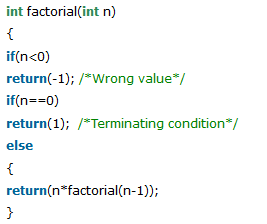 int factorial(int n)
{
if(n<0)
return(-1); /*Wrong value*/
if(n==0)
return(1);  /*Terminating condition*/
else
{
return(n*factorial(n-1));
}